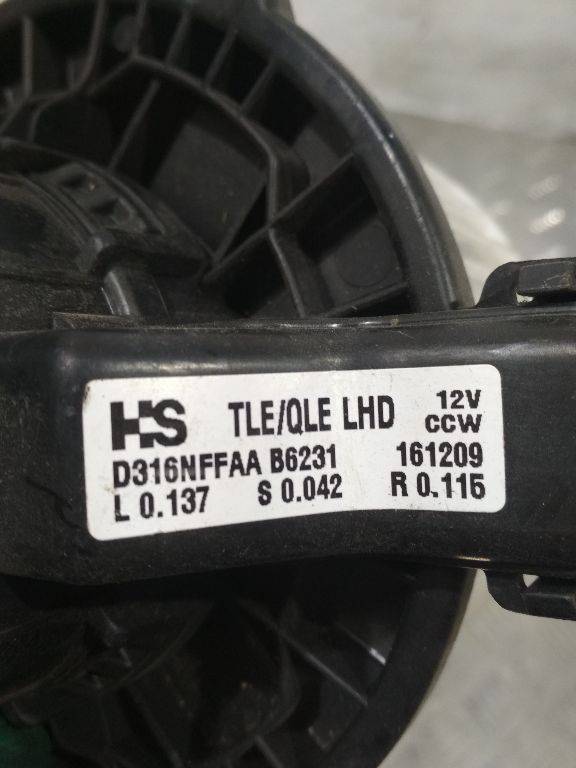 HS TLE/QLE LHD 12V CCW
D316NFFAA B6231 161209
L 0.137 S 0.042 R 0.115